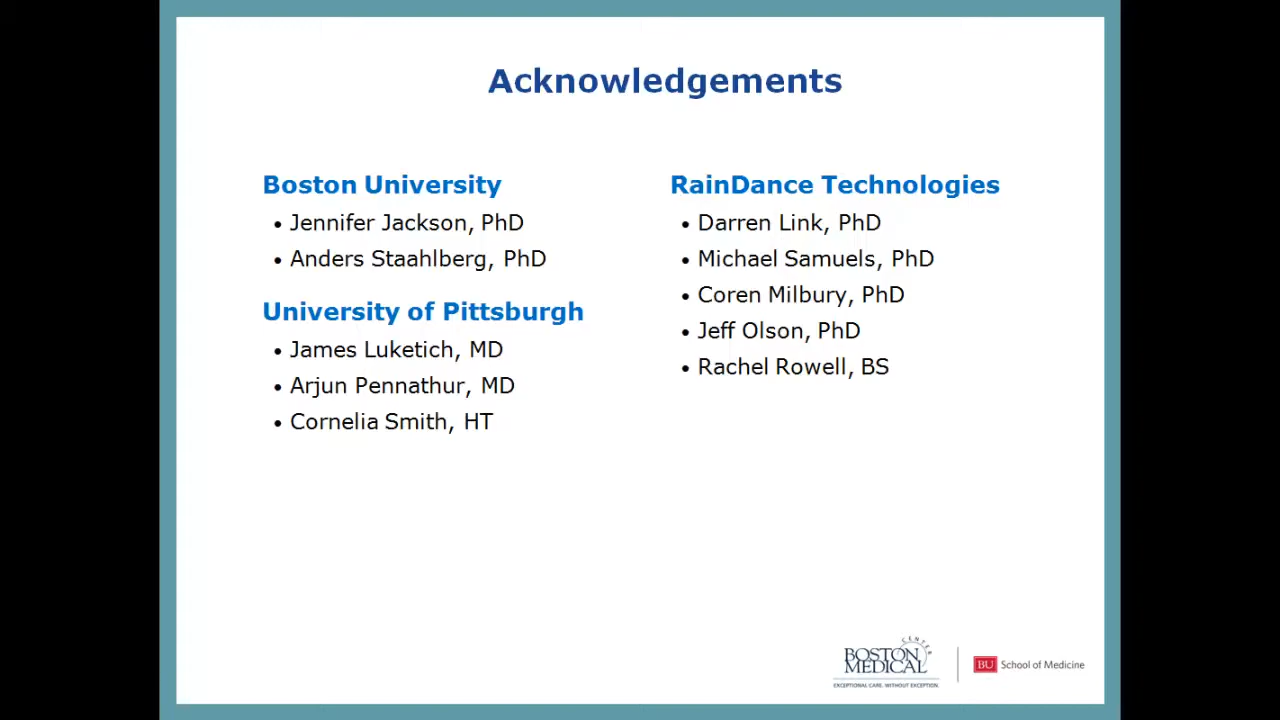 Acknowledgements
Boston University
• Jennifer Jackson, PhD
• Anders Staahlberg, PhD
University of Pittsburgh
• James Luketich, MD
• Arjun Pennathur, MD
• Cornelia Smith, HT
RainDance Technologies
• Darren Link, PhD
• Michael Samuels, PhD
• Coren Milbury, PhD
• Jeff Olson, PhD
• Rachel Rowell, BS
BOSTON
MEDICAL
CENTER
EXCEPTIONAL CARE. WITHOUT EXCEPTION.
BU School of Medicine